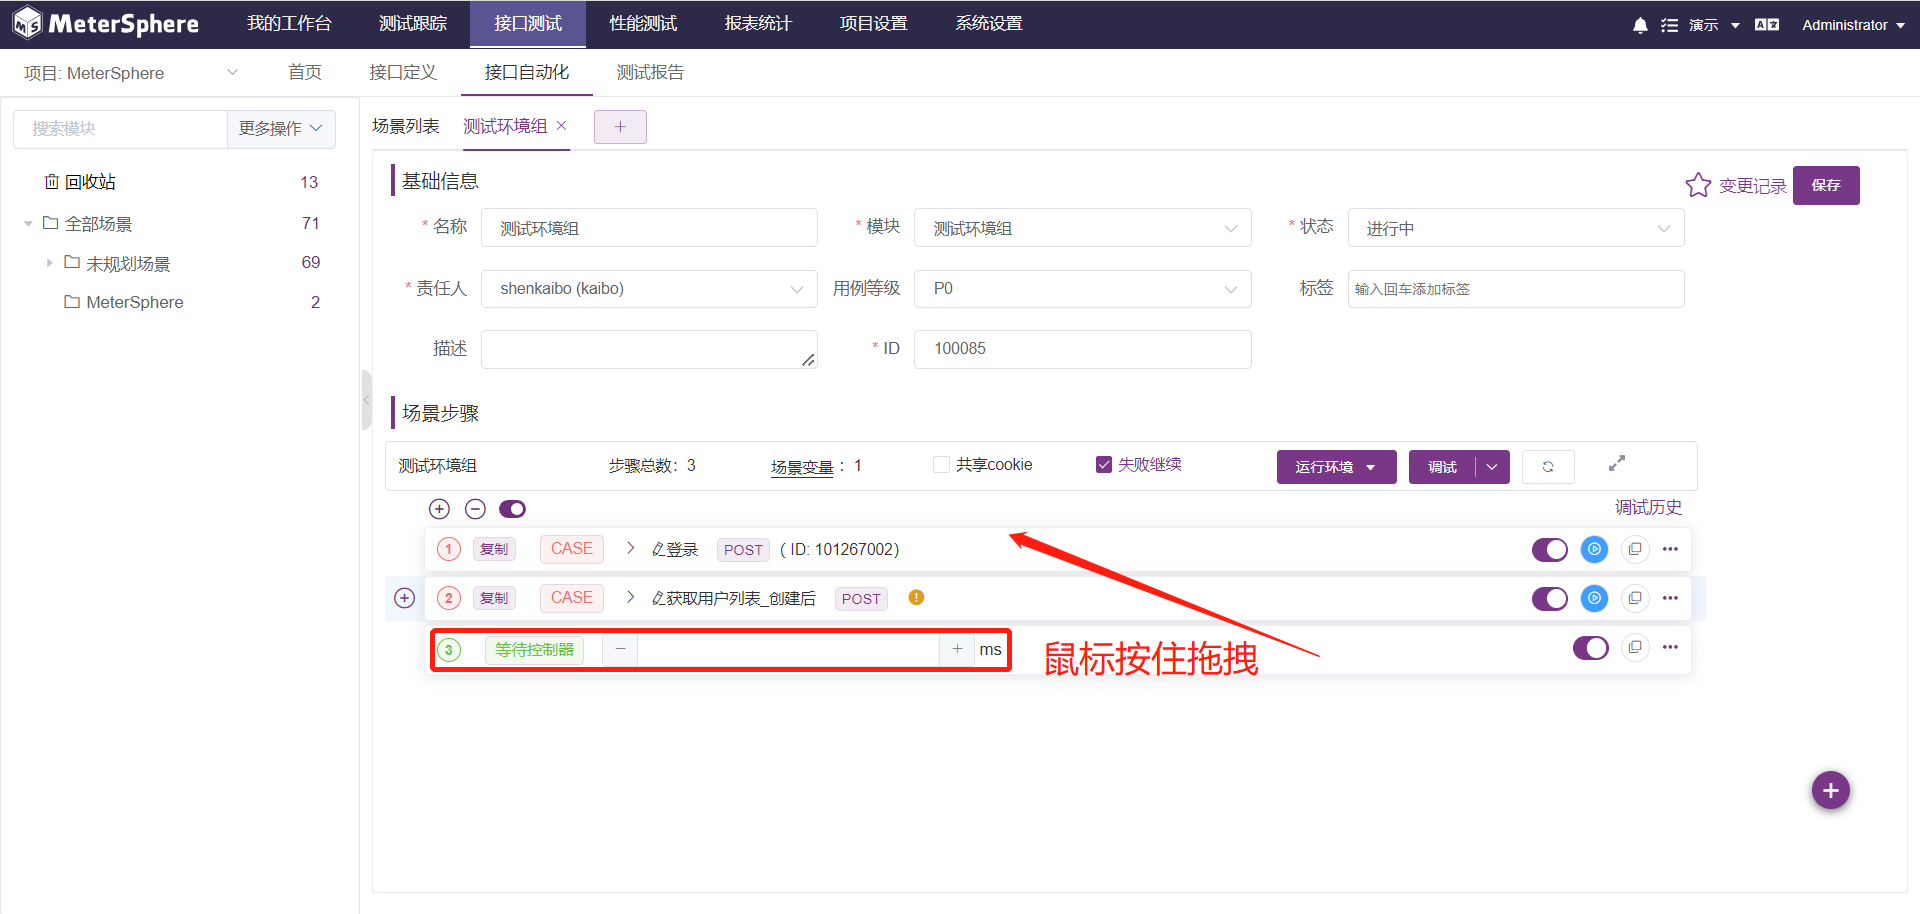 MeterSphere 我的工作台 测试跟踪 接口测试 性能测试 报表统计 项目设置 系统设置 演示 Administrator
项目: MeterSphere 首页 接口定义 接口自动化 测试报告
搜索模块 更多操作
回收站 13
全部场景 71
未规划场景 69
MeterSphere 2
场景列表 测试环境组 × +
基础信息 变更记录 保存
* 名称 测试环境组 * 模块 测试环境组 * 状态 进行中
* 责任人 shenkaibo (kaibo) 用例等级 P0 标签 输入回车添加标签
描述 * ID 100085
场景步骤
测试环境组 步骤总数：3 场景变量：1 共享cookie 失败继续 运行环境 调试
调试历史
1 复制 CASE 登录 POST ( ID: 101267002)
2 复制 CASE 获取用户列表_创建后 POST
3 等待控制器 − + ms
鼠标按住拖拽